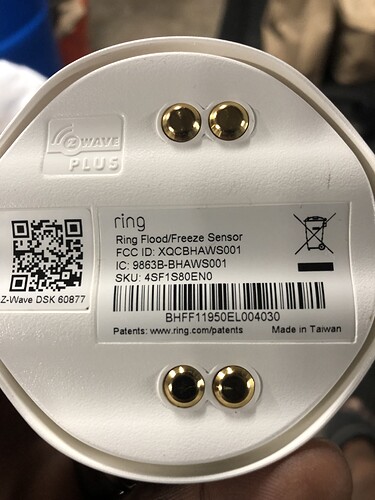 Z WAVE
PLUS
ring
Ring Flood/Freeze Sensor
FCC ID: XQCBHAWS001
IC: 9863B-BHAWS001
SKU: 4SF1S80EN0
BHFF11950EL004030
Patents: www.ring.com/patents Made in Taiwan
Z-Wave DSK 60877